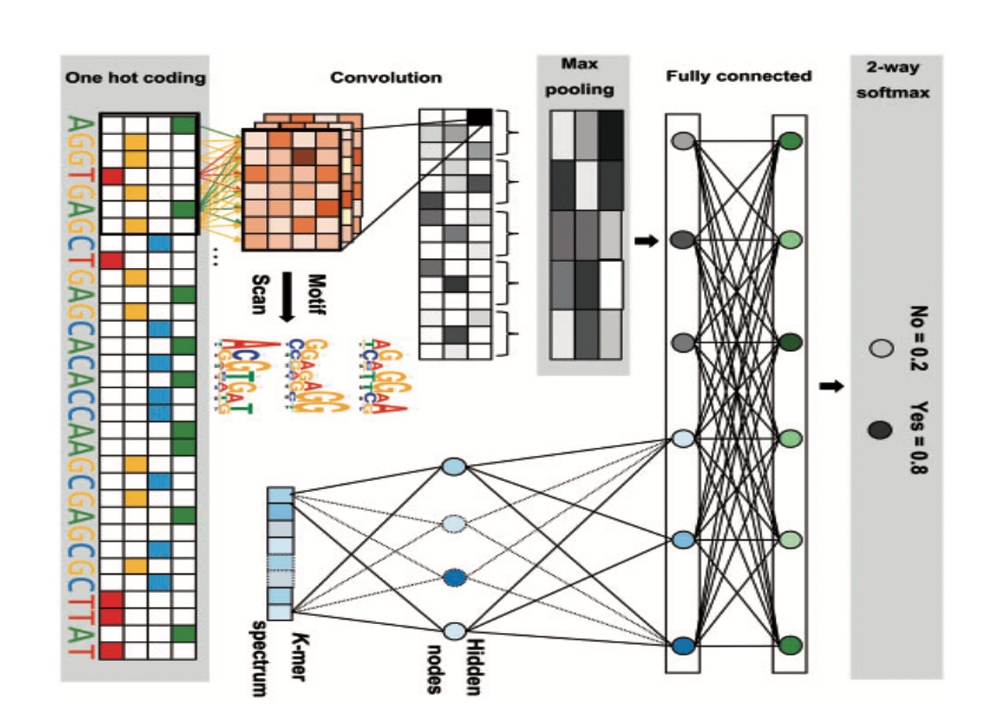 One hot coding
Convolution
Max
pooling
Fully connected
2-way
softmax
AGGTGAGCTGAGCACACCAAGCGAGCGCTTAT
...
Motif
Scan
K-mer
spectrum
Hidden
nodes
No = 0.2 Yes = 0.8